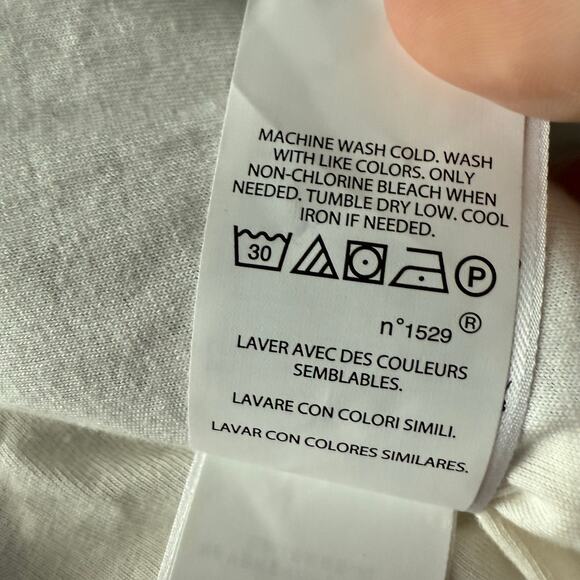 MACHINE WASH COLD. WASH
WITH LIKE COLORS. ONLY
NON-CHLORINE BLEACH WHEN
NEEDED. TUMBLE DRY LOW. COOL
IRON IF NEEDED.
30 P
n°1529 ®
LAVER AVEC DES COULEURS
SEMBLABLES.
LAVARE CON COLORI SIMILI.
LAVAR CON COLORES SIMILARES.